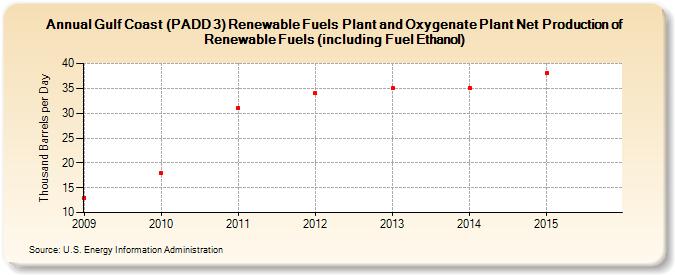 Annual Gulf Coast (PADD 3) Renewable Fuels Plant and Oxygenate Plant Net Production of
Renewable Fuels (including Fuel Ethanol)
Thousand Barrels per Day
40
35
30
25
20
15
10
2009 2010 2011 2012 2013 2014 2015
Source: U.S. Energy Information Administration